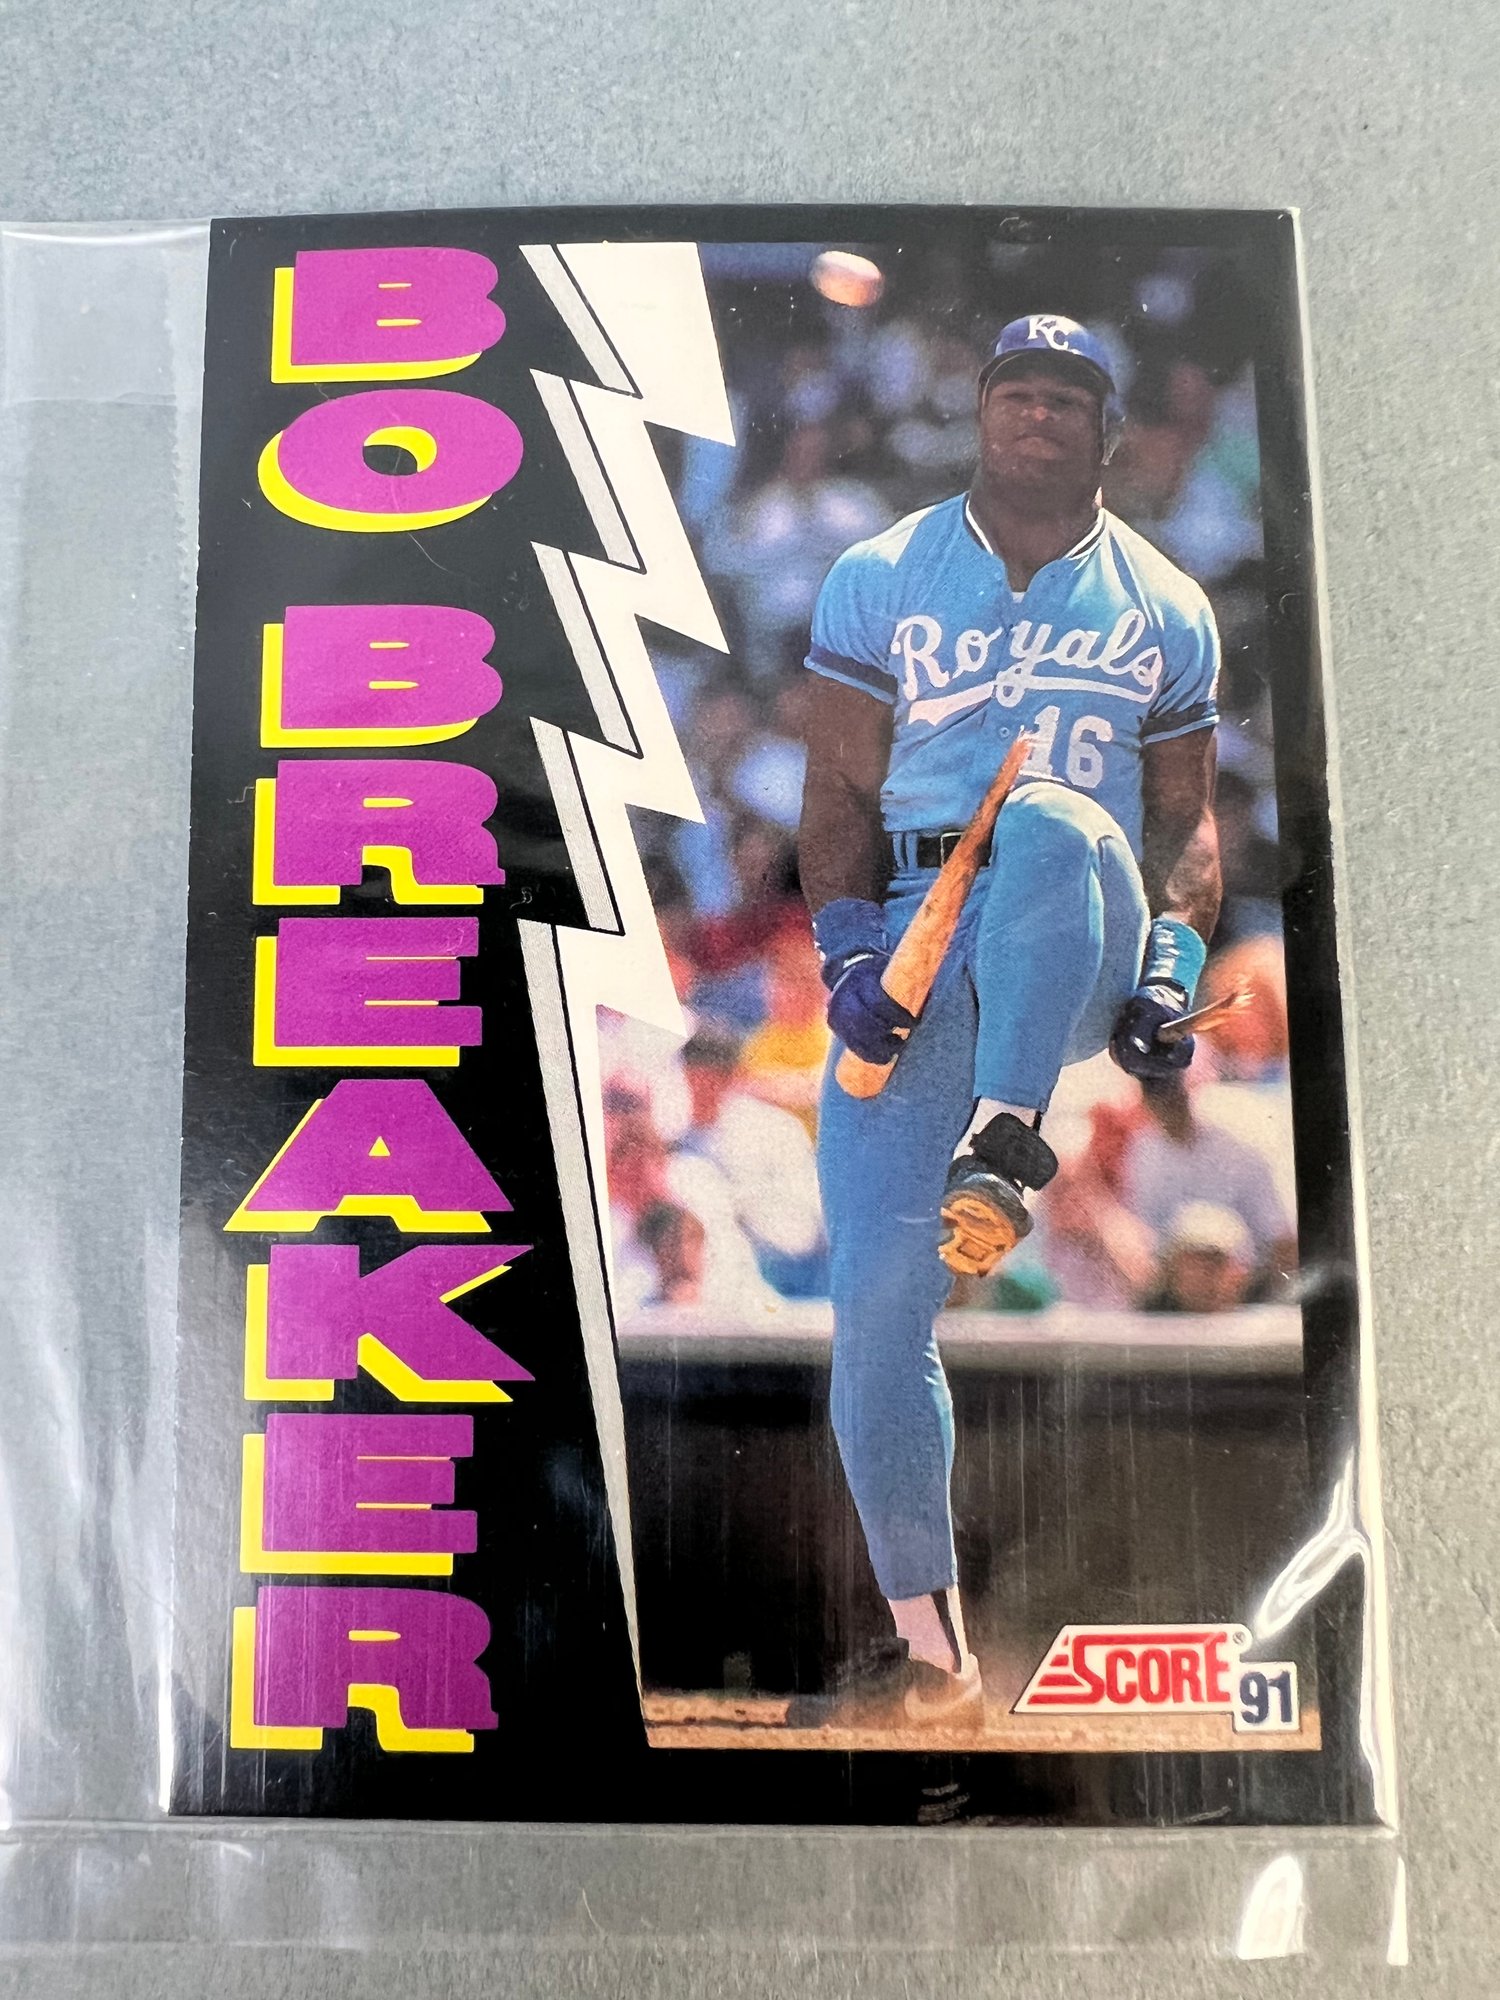 BO BREAKER
KC
Royals
16
SCORE®
91